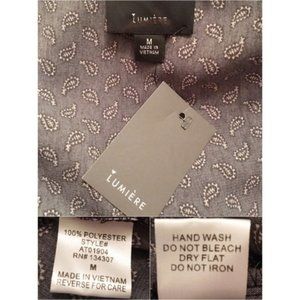 LUMIÈRE
M
MADE IN
VIETNAM
LUMIÈRE
100% POLYESTER
STYLE#
AT01904
RN# 134307
M
MADE IN VIETNAM
REVERSE FOR CARE
HAND WASH
DO NOT BLEACH
DRY FLAT
DO NOT IRON